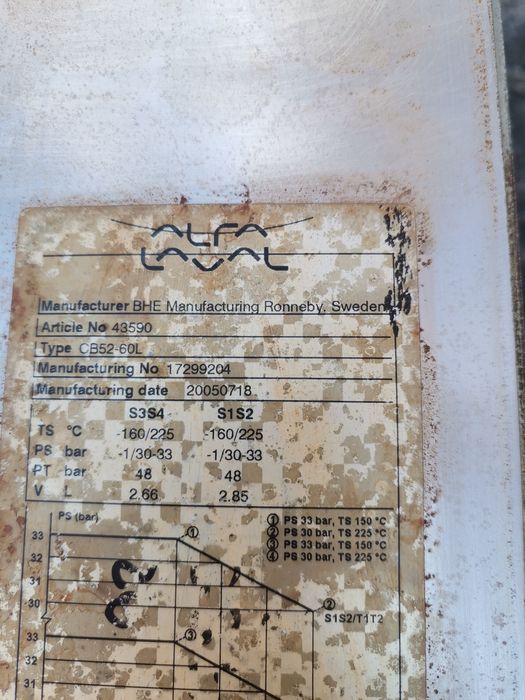 ALFA
LAVAL
Manufacturer BHE Manufacturing Ronneby, Sweden
Article No 43590
Type CB52-60L
Manufacturing No 17299204
Manufacturing date 20050718
S3S4 S1S2
TS °C -160/225 -160/225
PS bar -1/30-33 -1/30-33
PT bar 48 48
V L 2.66 2.85
PS (bar)
① PS 33 bar, TS 150 °C
② PS 30 bar, TS 225 °C
③ PS 33 bar, TS 150 °C
④ PS 30 bar, TS 225 °C
33 ①
32
31
30 ②
S1S2/T1T2
33 ③
32
31